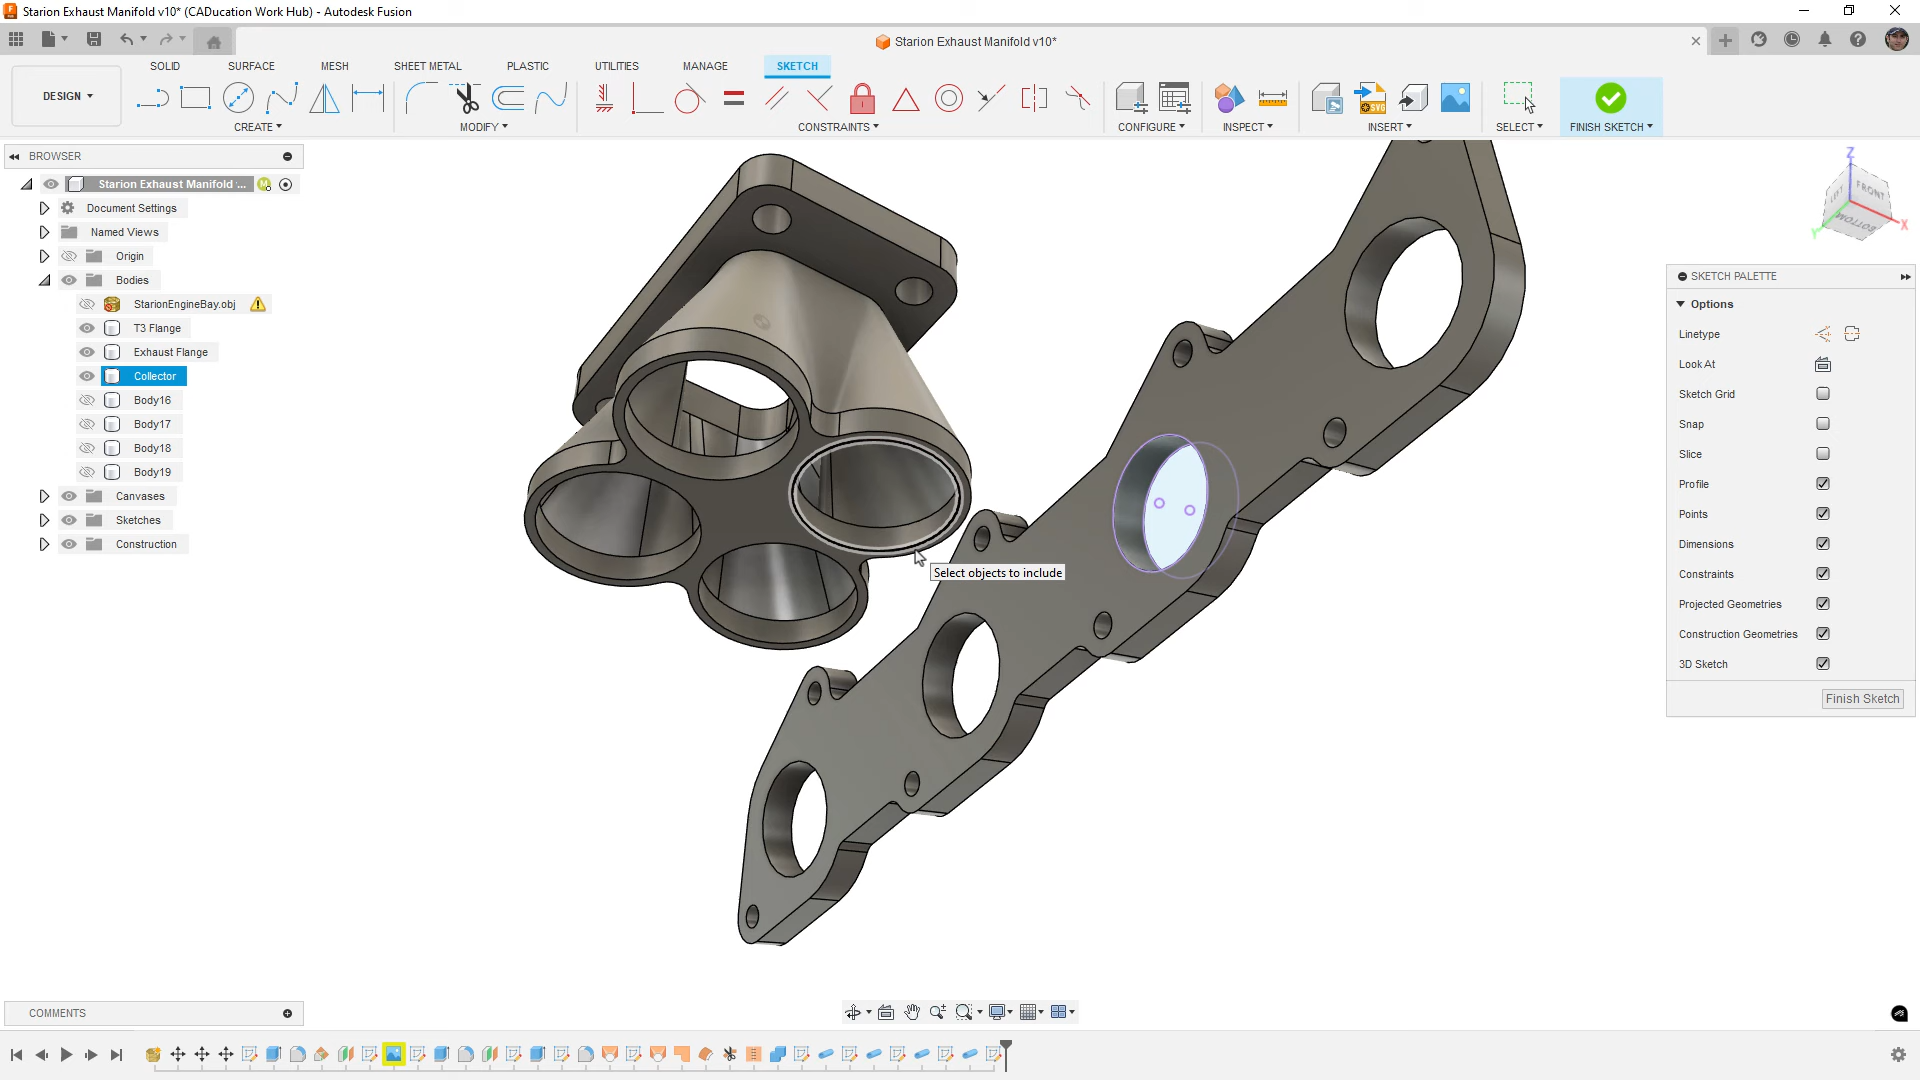 Starion Exhaust Manifold v10* (CADucation Work Hub) - Autodesk Fusion
Starion Exhaust Manifold v10*
SOLID
SURFACE
MESH
SHEET METAL
PLASTIC
UTILITIES
MANAGE
SKETCH
DESIGN
CREATE
MODIFY
CONSTRAINTS
CONFIGURE
INSPECT
INSERT
SELECT
FINISH SKETCH
BROWSER
Starion Exhaust Manifold '...
Document Settings
Named Views
Origin
Bodies
StarionEngineBay.obj
T3 Flange
Exhaust Flange
Collector
Body16
Body17
Body18
Body19
Canvases
Sketches
Construction
Select objects to include
Z
LEFT
FRONT
BOTTOM
X
Y
SKETCH PALETTE
Options
Linetype
Look At
Sketch Grid
Snap
Slice
Profile
Points
Dimensions
Constraints
Projected Geometries
Construction Geometries
3D Sketch
Finish Sketch
COMMENTS